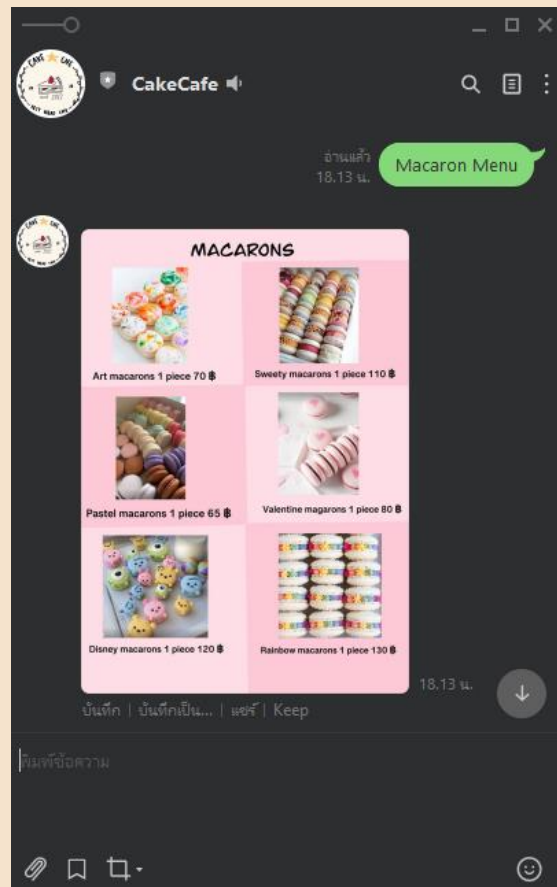 CakeCafe
อ่านแล้ว
18.13 น.
Macaron Menu
MACARONS
Art macarons 1 piece 70 ฿
Sweety macarons 1 piece 110 ฿
Pastel macarons 1 piece 65 ฿
Valentine magarons 1 piece 80 ฿
Disney macarons 1 piece 120 ฿
Rainbow macarons 1 piece 130 ฿
18.13 น.
บันทึก | บันทึกเป็น... | แชร์ | Keep
พิมพ์ข้อความ